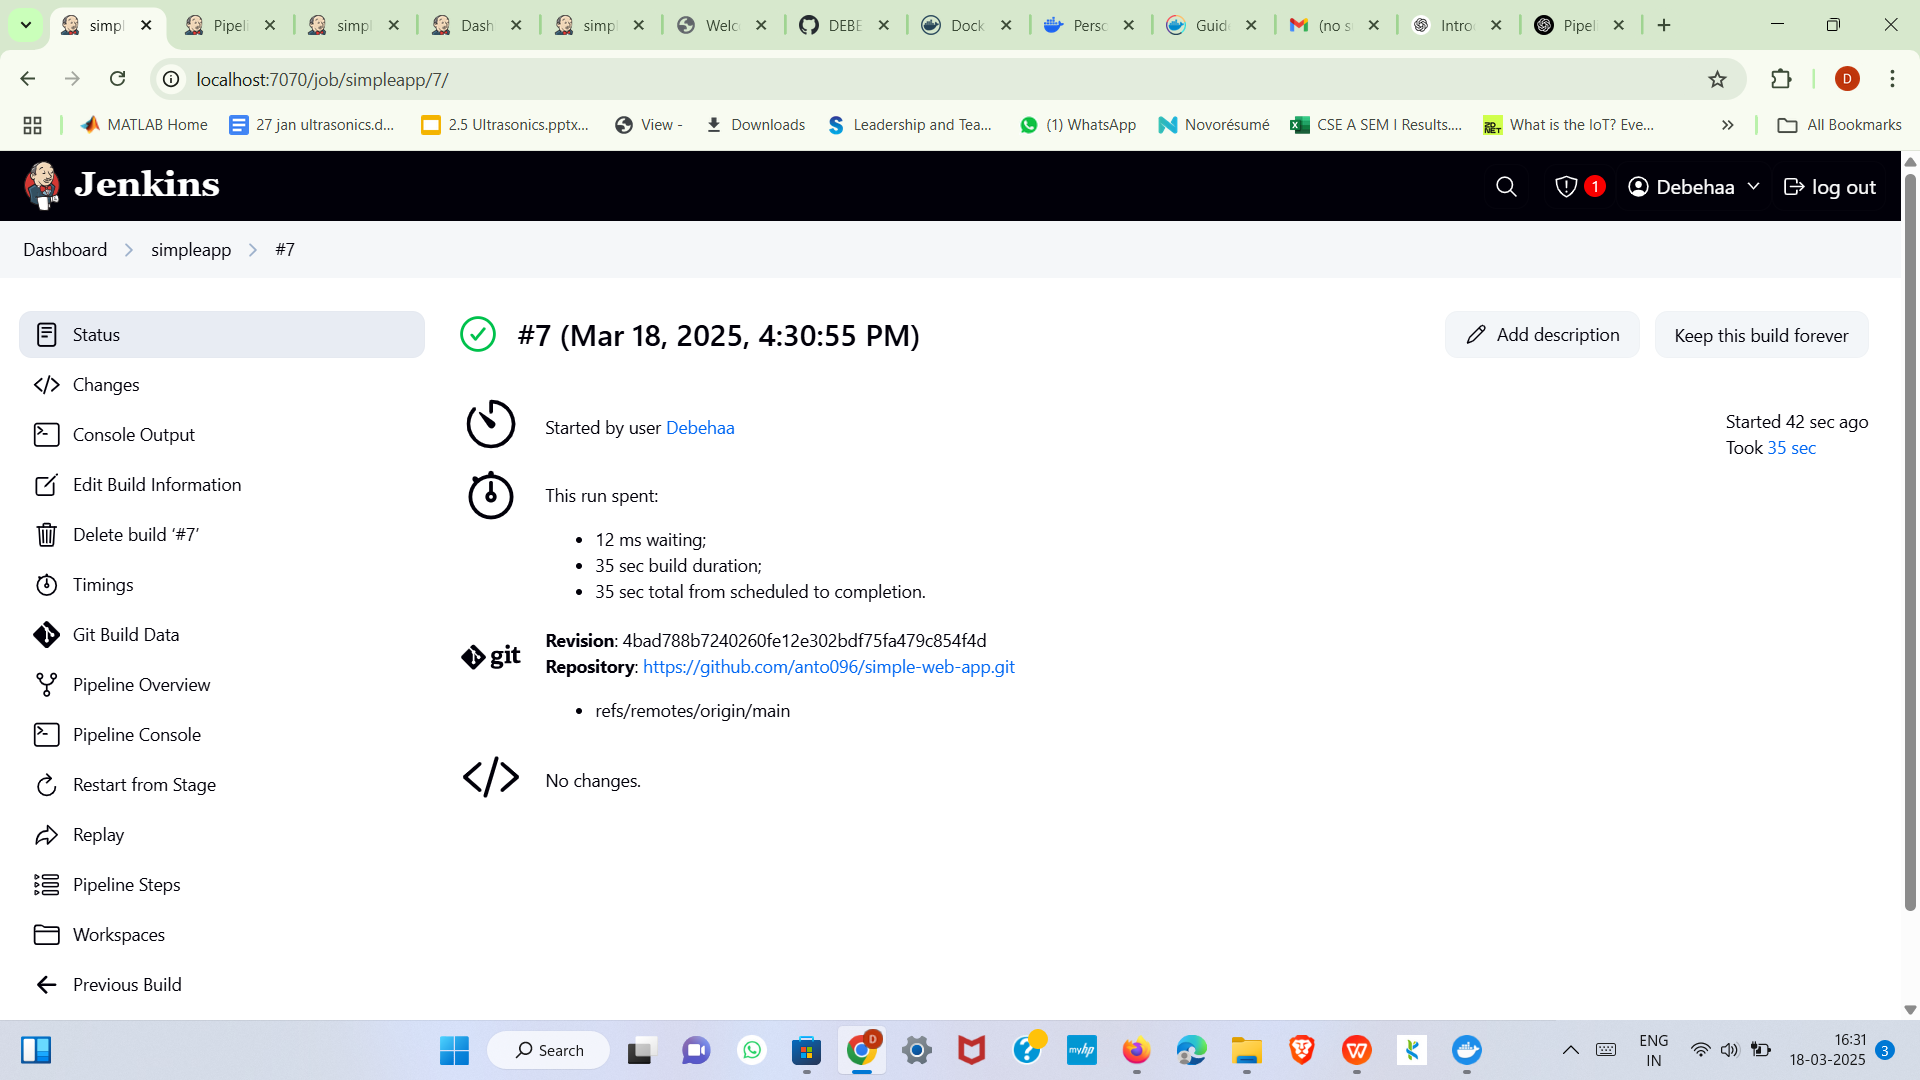 simpl
Pipeli
simpl
Dash
simpl
Welc
DEBE
Dock
Perso
Guid
(no s
Intro
Pipel
localhost:7070/job/simpleapp/7/
D
MATLAB Home
27 jan ultrasonics.d...
2.5 Ultrasonics.pptx...
View -
Downloads
Leadership and Tea...
(1) WhatsApp
Novorésumé
CSE A SEM I Results....
What is the IoT? Eve...
All Bookmarks
Jenkins
1
Debehaa
log out
Dashboard
simpleapp
#7
Status
Changes
Console Output
Edit Build Information
Delete build ‘#7’
Timings
Git Build Data
Pipeline Overview
Pipeline Console
Restart from Stage
Replay
Pipeline Steps
Workspaces
Previous Build
#7 (Mar 18, 2025, 4:30:55 PM)
Add description
Keep this build forever
Started by user Debehaa
Started 42 sec ago
Took 35 sec
This run spent:
12 ms waiting;
35 sec build duration;
35 sec total from scheduled to completion.
git
Revision: 4bad788b7240260fe12e302bdf75fa479c854f4d
Repository: https://github.com/anto096/simple-web-app.git
refs/remotes/origin/main
No changes.
Search
D
myhp
ENG
IN
16:31
18-03-2025
3